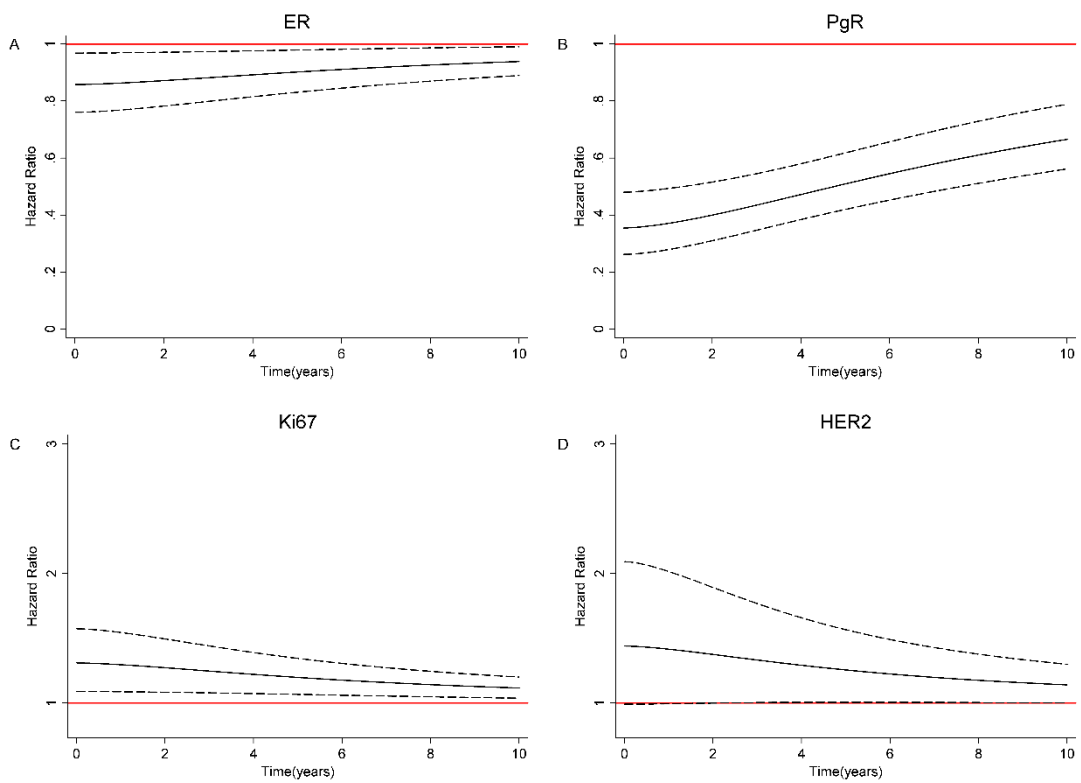 ER
A
Hazard Ratio
0 .2 .4 .6 .8 1
0 2 4 6 8 10
Time(years)
PgR
B
Hazard Ratio
0 .2 .4 .6 .8 1
0 2 4 6 8 10
Time(years)
Ki67
C
Hazard Ratio
1 2 3
0 2 4 6 8 10
Time(years)
HER2
D
Hazard Ratio
1 2 3
0 2 4 6 8 10
Time(years)